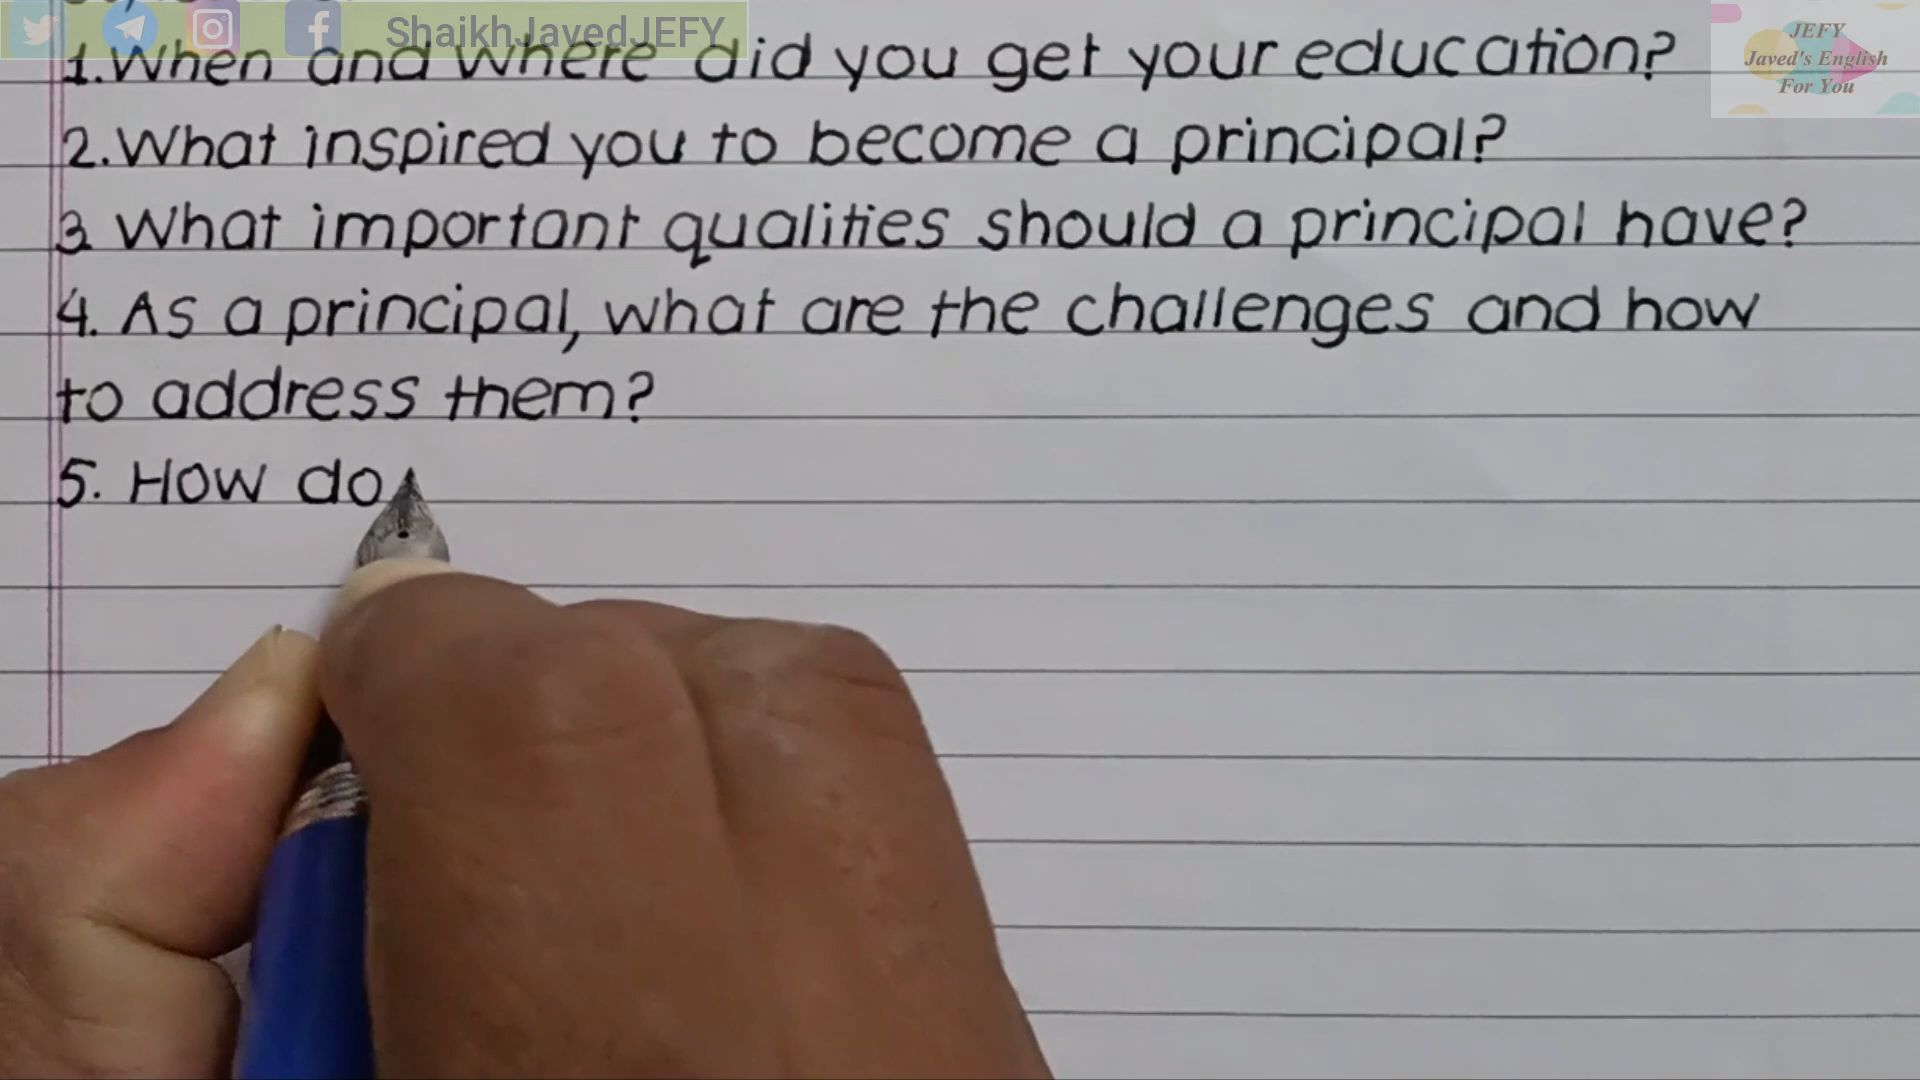 ShaikhJavedJEFY
JEFY
Javed's English
For You
1.When and where did you get your education?
2.What inspired you to become a principal?
3 What important qualities should a principal have?
4. As a principal, what are the challenges and how
to address them?
5. How do